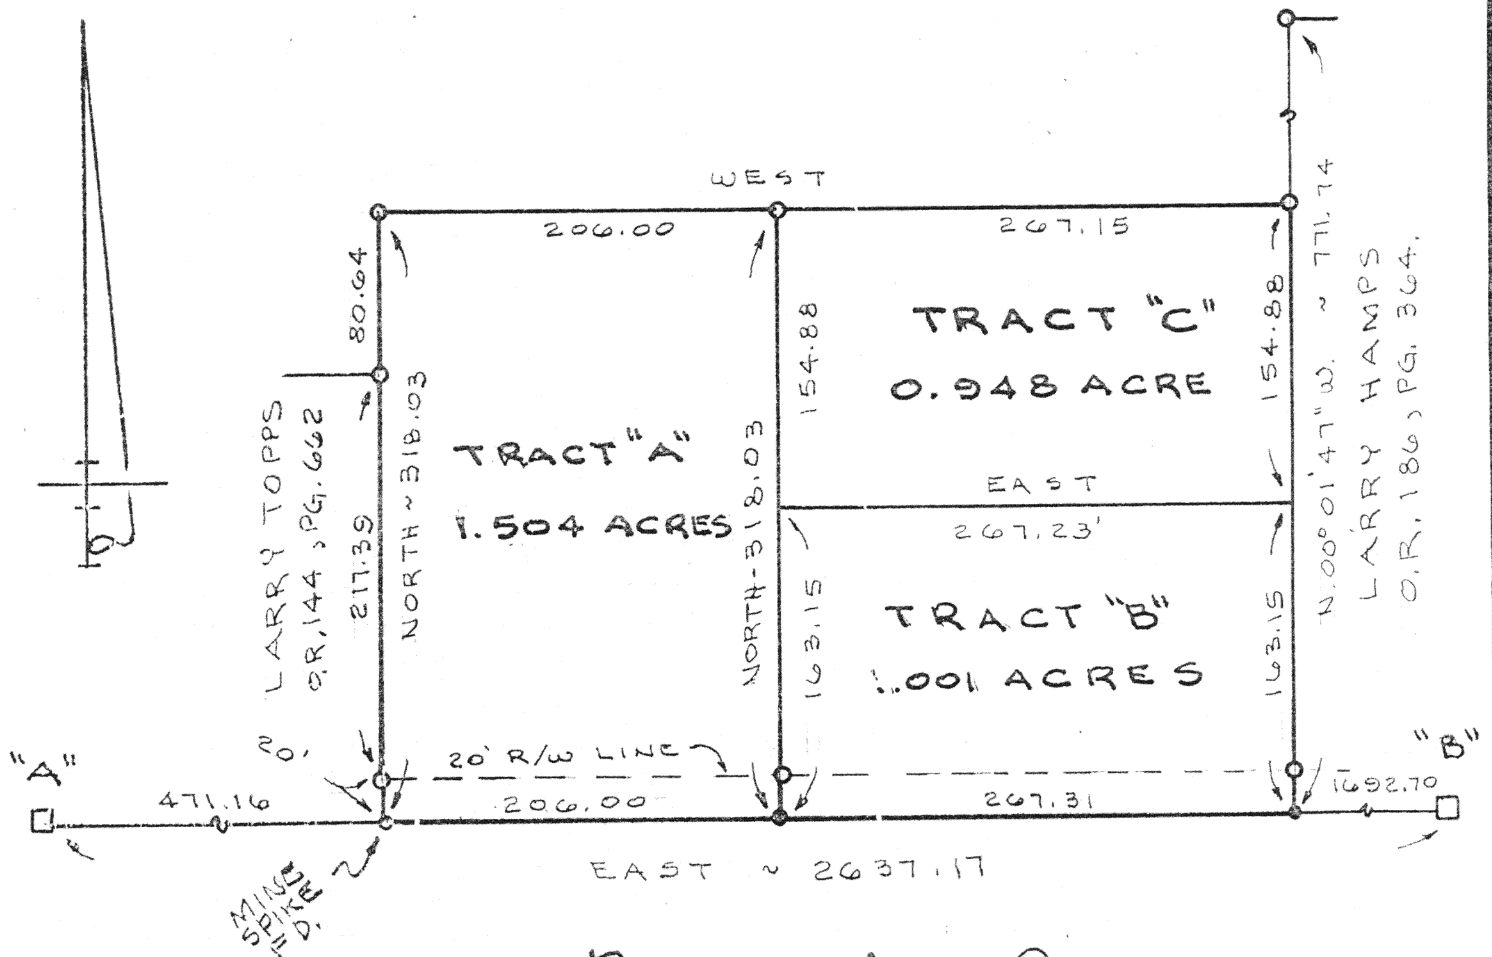 WEST
206.00
267.15
80.64
217.39
NORTH ~ 318.03
LARRY TOPPS
O.R. 144, PG. 662
TRACT "A"
1.504 ACRES
NORTH - 318.03
154.88
163.15
TRACT "C"
0.948 ACRE
154.88
EAST
267.23'
TRACT "B"
1.001 ACRES
163.15
N.00°01'47"W. ~ 771.74
LARRY HAMPS
O.R. 186, PG. 364.
"A"
471.16
20'
20' R/W LINE
206.00
267.31
1692.70
"B"
EAST ~ 2637.17
MINE
SPIKE
F'D.